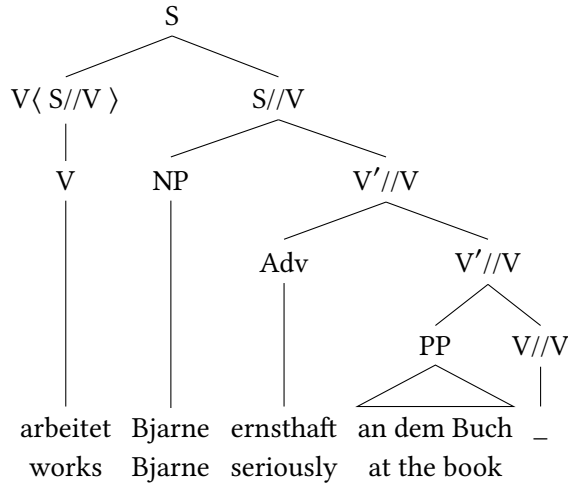 S
V⟨ S//V ⟩ S//V
V NP V′//V
Adv V′//V
PP V//V
arbeitet Bjarne ernsthaft an dem Buch _
works Bjarne seriously at the book